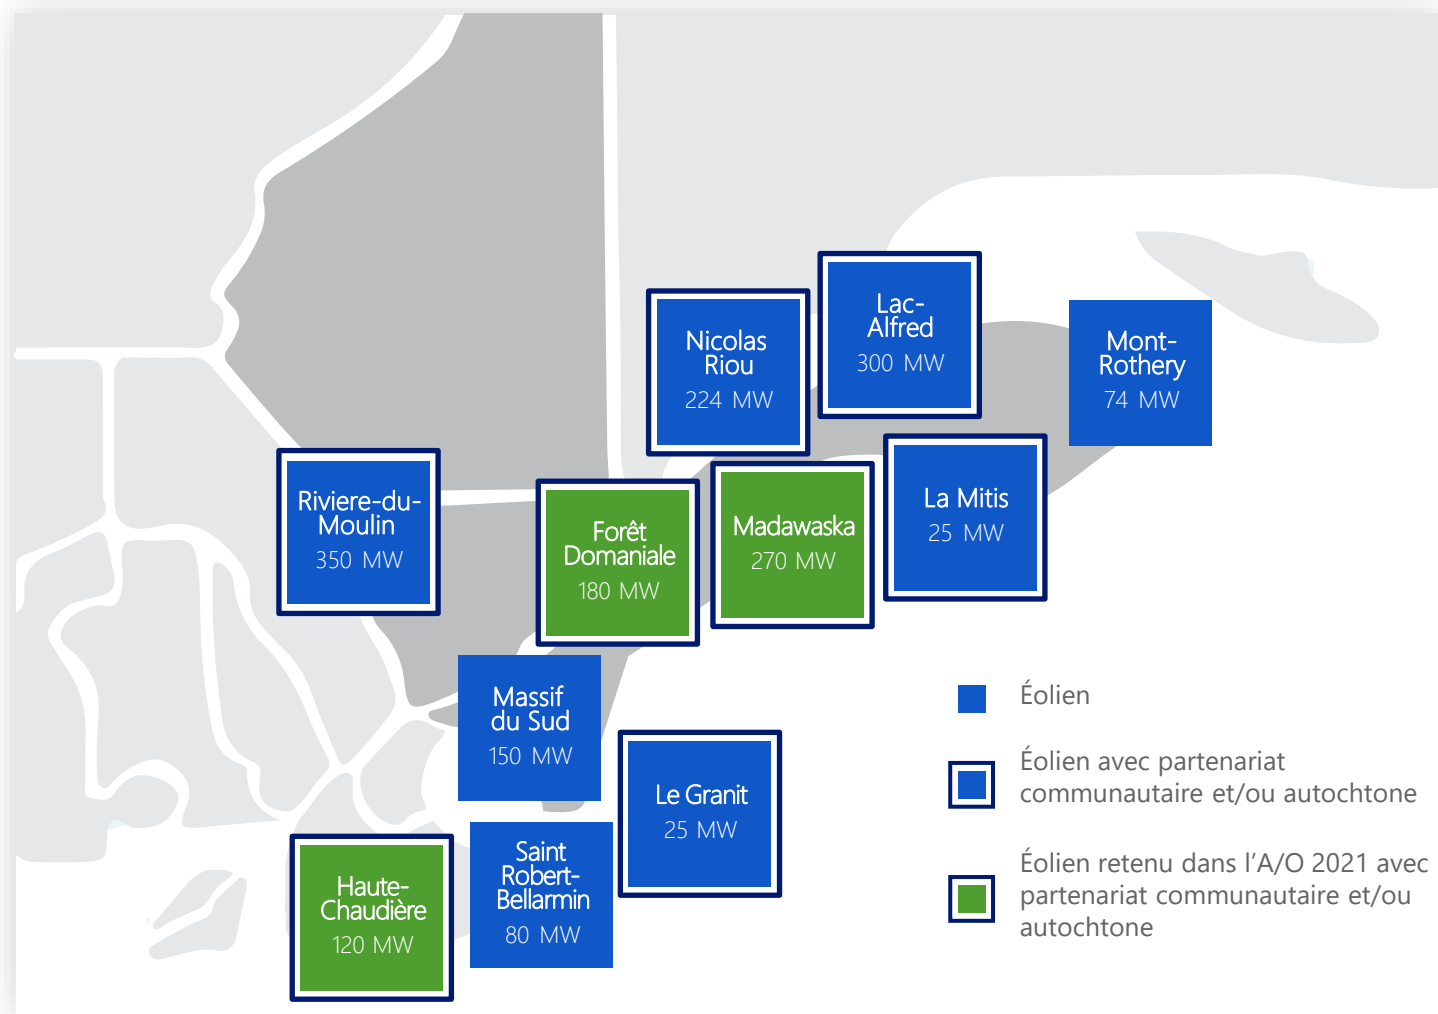 Lac-
Alfred
300 MW
Nicolas
Riou
224 MW
Mont-
Rothery
74 MW
Riviere-du-
Moulin
350 MW
Forêt
Domaniale
180 MW
Madawaska
270 MW
La Mitis
25 MW
Massif
du Sud
150 MW
Le Granit
25 MW
Haute-
Chaudière
120 MW
Saint
Robert-
Bellarmin
80 MW
Éolien
Éolien avec partenariat
communautaire et/ou autochtone
Éolien retenu dans l'A/O 2021 avec
partenariat communautaire et/ou
autochtone